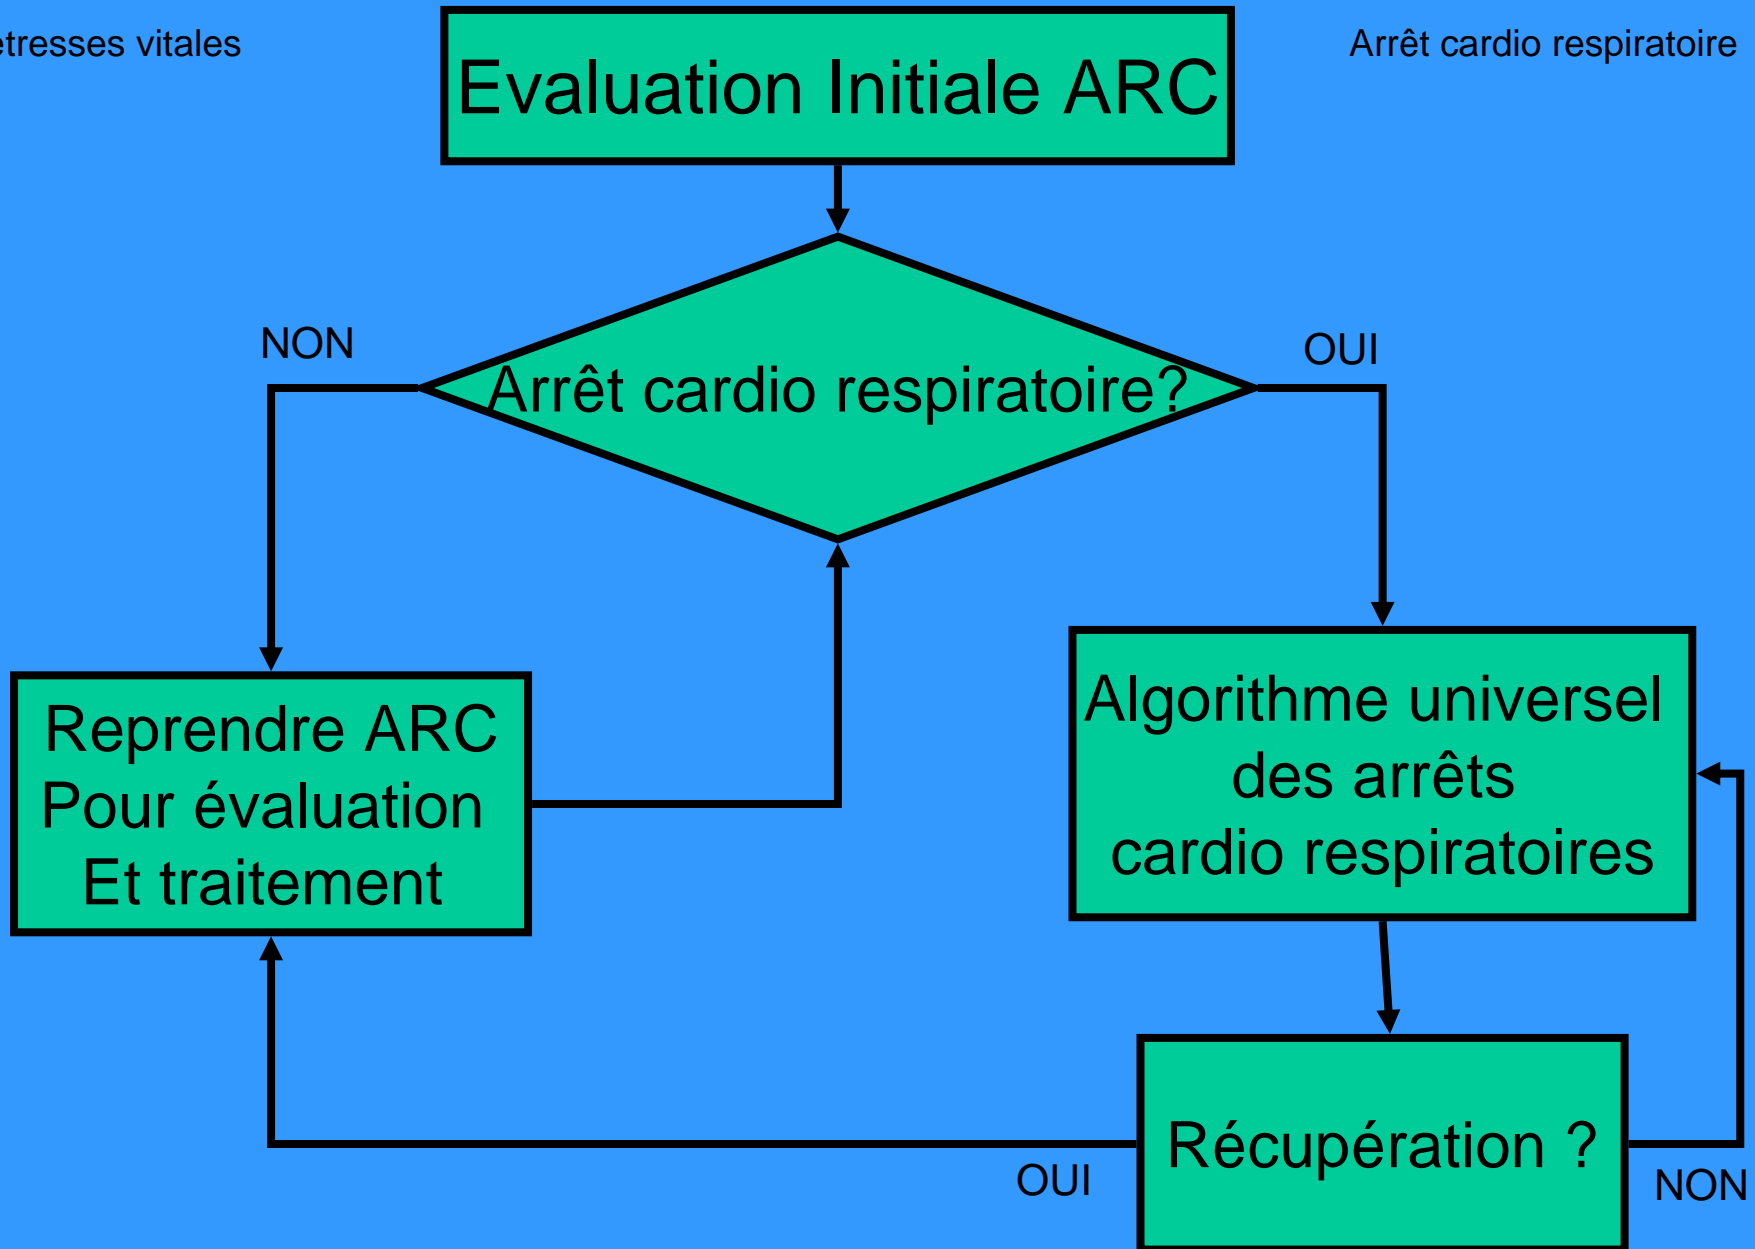 étresses vitales
Arrêt cardio respiratoire
Evaluation Initiale ARC
NON
OUI
Arrêt cardio respiratoire?
Reprendre ARC
Pour évaluation
Et traitement
Algorithme universel
des arrêts
cardio respiratoires
Récupération ?
OUI
NON